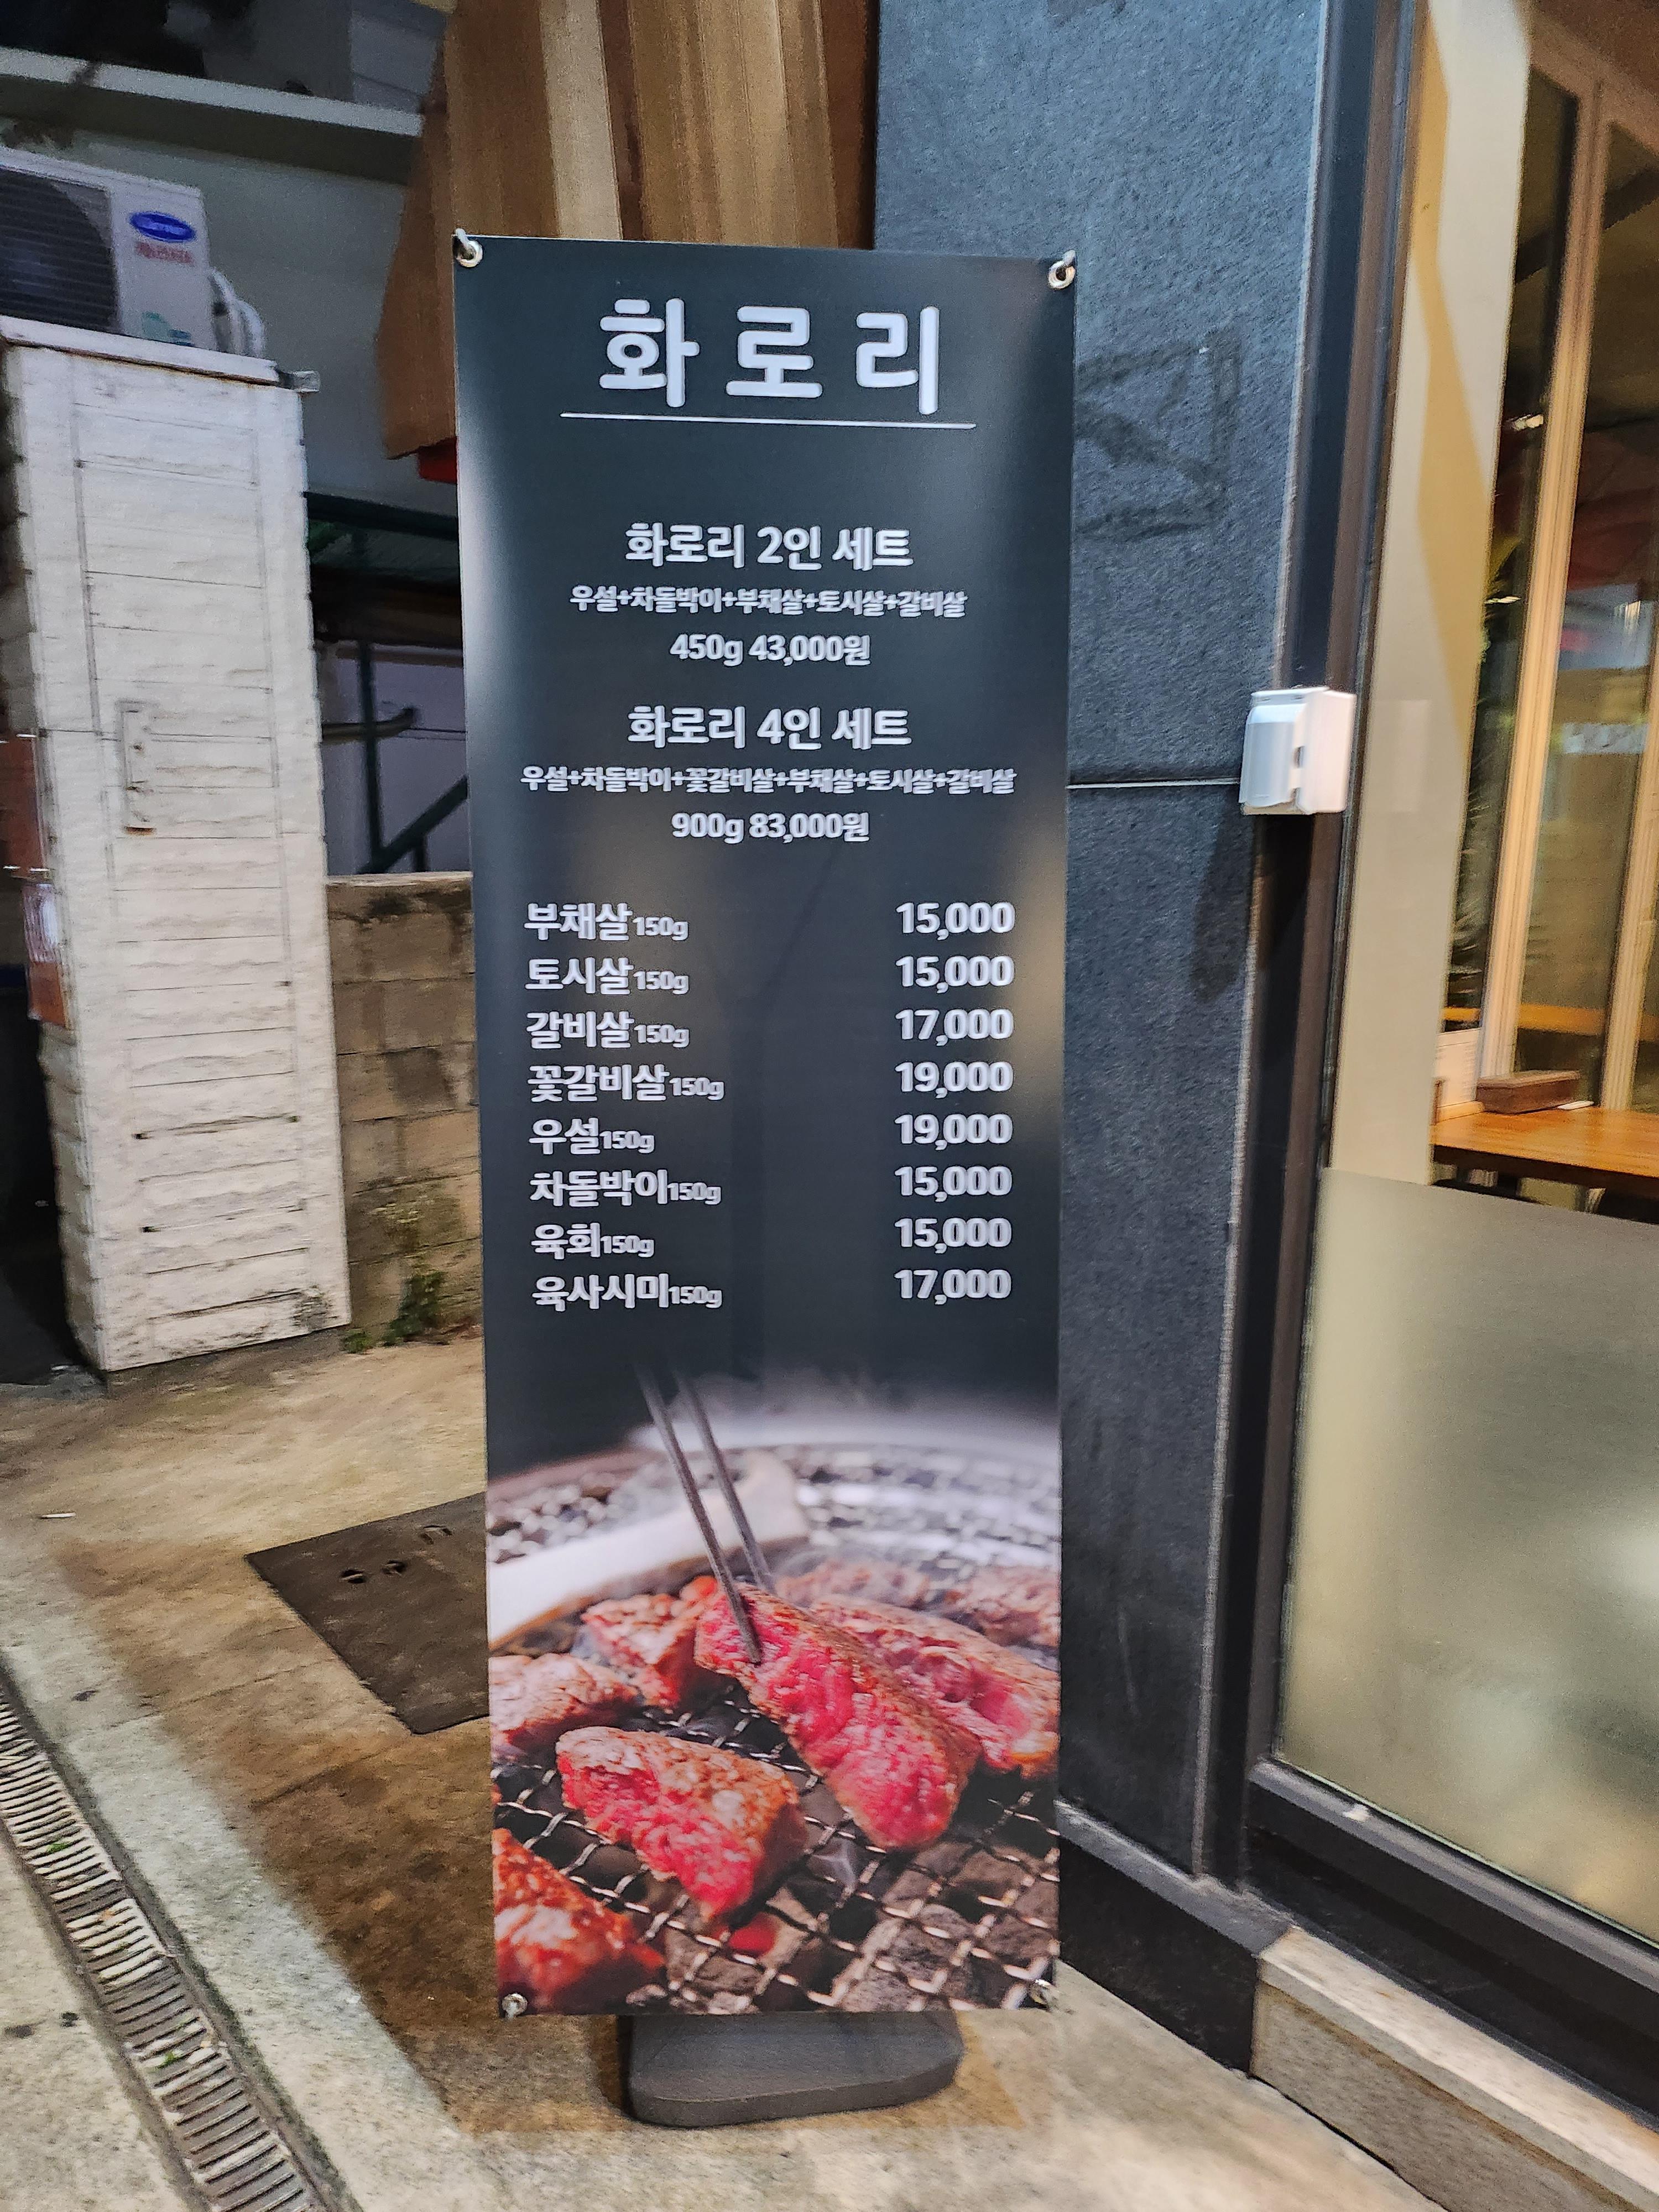 화로리
화로리 2인 세트
우설+차돌박이+부채살+토시살+갈비살
450g 43,000원
화로리 4인 세트
우설+차돌박이+꽃갈비살+부채살+토시살+갈비살
900g 83,000원
부채살150g 15,000
토시살150g 15,000
갈비살150g 17,000
꽃갈비살150g 19,000
우설150g 19,000
차돌박이150g 15,000
육회150g 15,000
육사시미150g 17,000